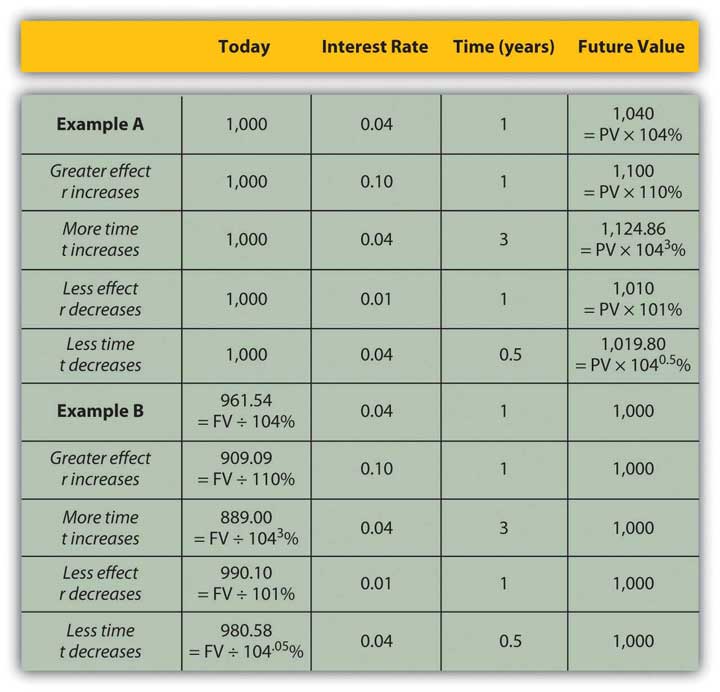 Today Interest Rate Time (years) Future Value
Example A 1,000 0.04 1 1,040
= PV × 104%
Greater effect
r increases 1,000 0.10 1 1,100
= PV × 110%
More time
t increases 1,000 0.04 3 1,124.86
= PV × 104³%
Less effect
r decreases 1,000 0.01 1 1,010
= PV × 101%
Less time
t decreases 1,000 0.04 0.5 1,019.80
= PV × 104^0.5%
Example B 961.54
= FV ÷ 104% 0.04 1 1,000
Greater effect
r increases 909.09
= FV ÷ 110% 0.10 1 1,000
More time
t increases 889.00
= FV ÷ 104³% 0.04 3 1,000
Less effect
r decreases 990.10
= FV ÷ 101% 0.01 1 1,000
Less time
t decreases 980.58
= FV ÷ 104^.05% 0.04 0.5 1,000